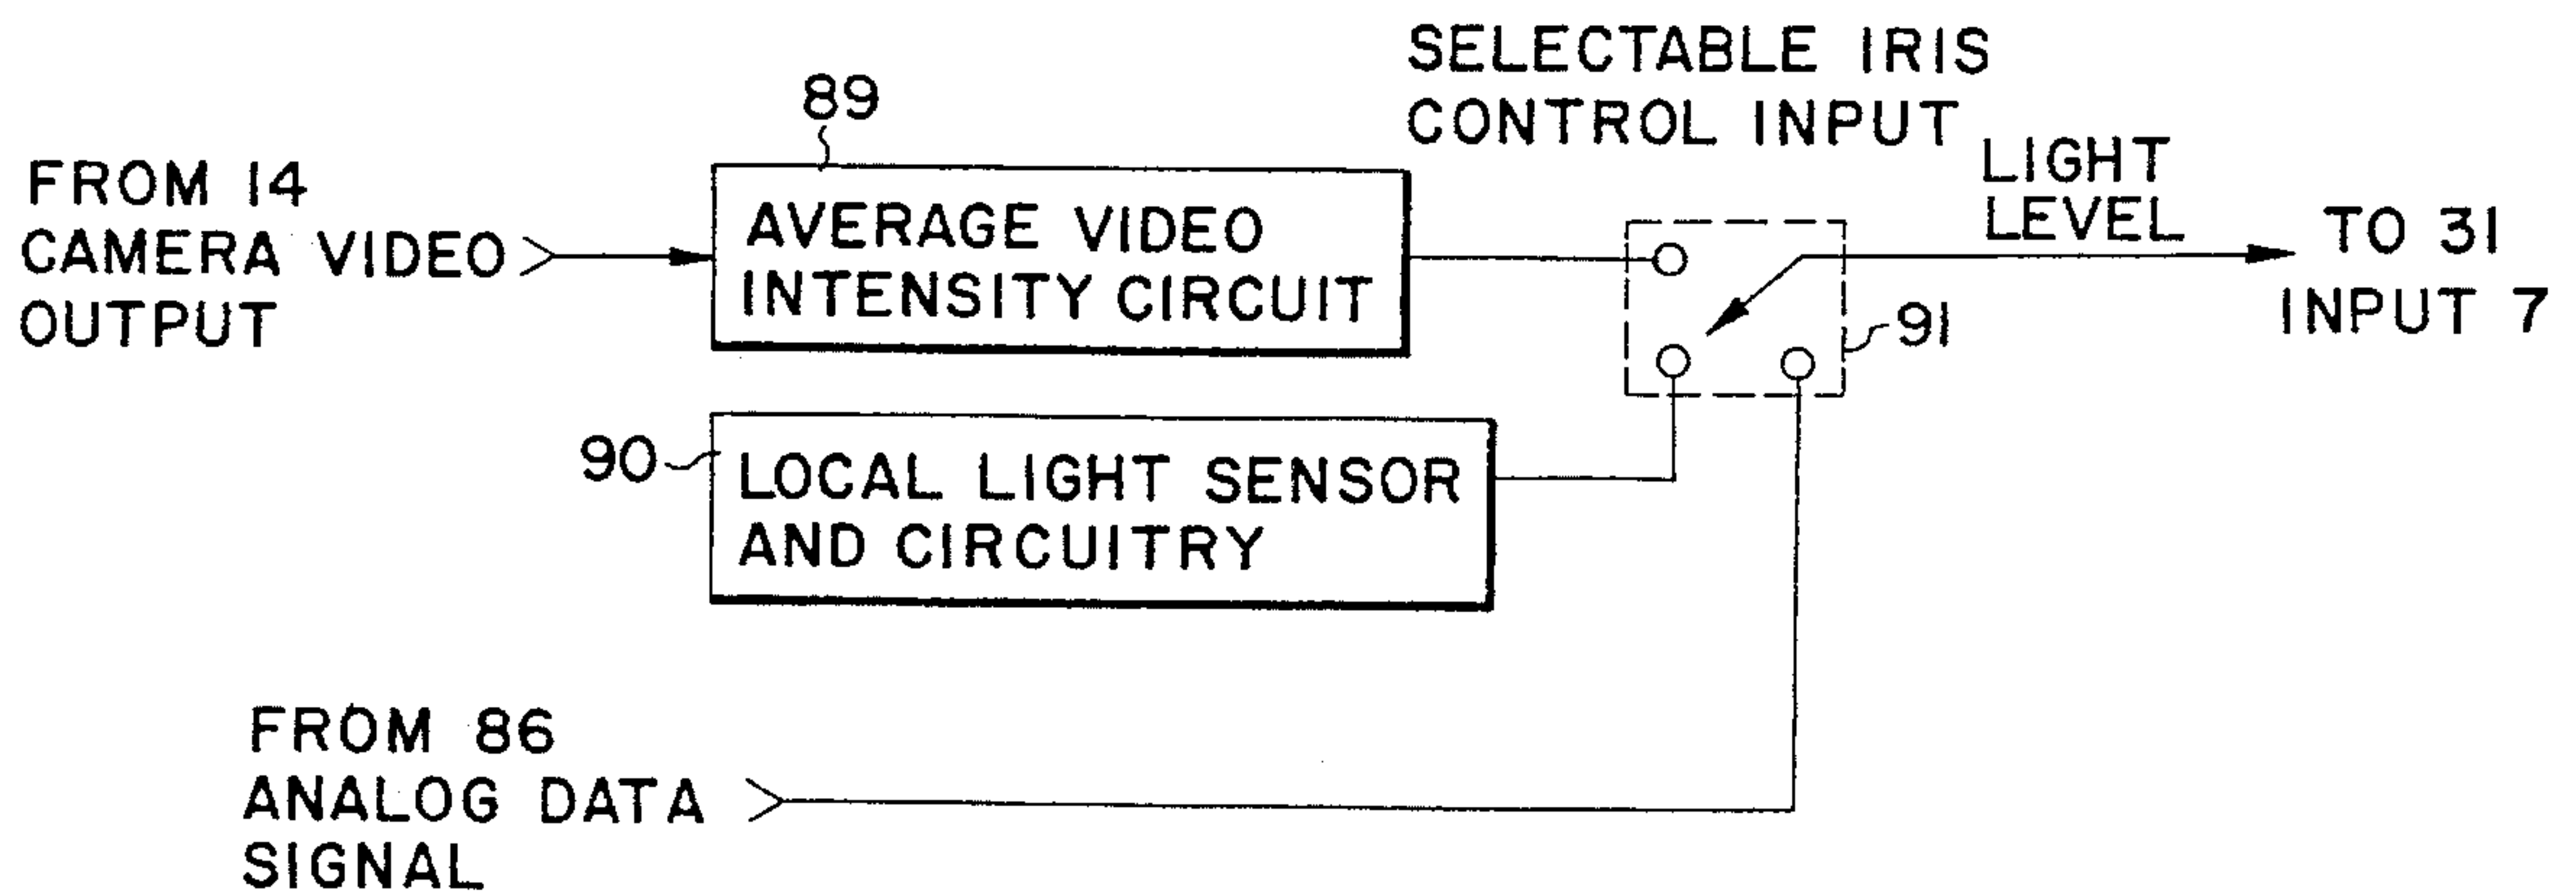 SELECTABLE IRIS
CONTROL INPUT
89
FROM 14
CAMERA VIDEO
OUTPUT
AVERAGE VIDEO
INTENSITY CIRCUIT
LIGHT
LEVEL
TO 31
INPUT 7
91
90
LOCAL LIGHT SENSOR
AND CIRCUITRY
FROM 86
ANALOG DATA
SIGNAL